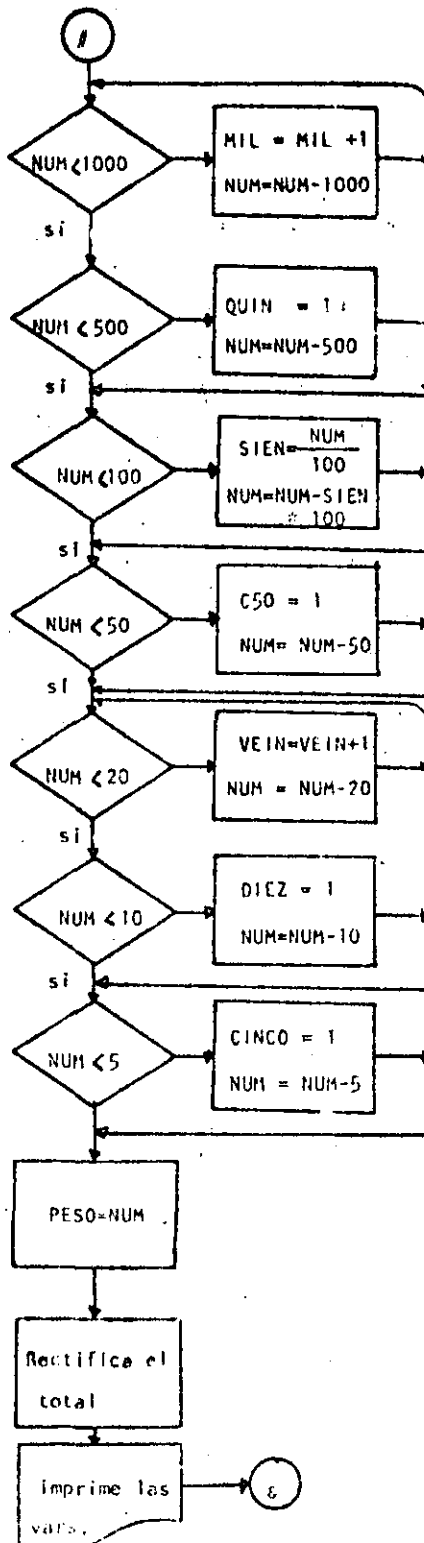 NUM<1000
MIL = MIL +1
NUM=NUM-1000
si
NUM < 500
QUIN = 1
NUM=NUM-500
si
NUM<100
SIEN=NUM
100
NUM=NUM-SIEN
* 100
si
NUM <50
C50 = 1
NUM= NUM-50
si
NUM <20
VEIN=VEIN+1
NUM = NUM-20
si
NUM <10
DIEZ = 1
NUM=NUM-10
si
NUM <5
CINCO = 1
NUM = NUM-5
PESO=NUM
Rectifica el
total
imprime las
vars.